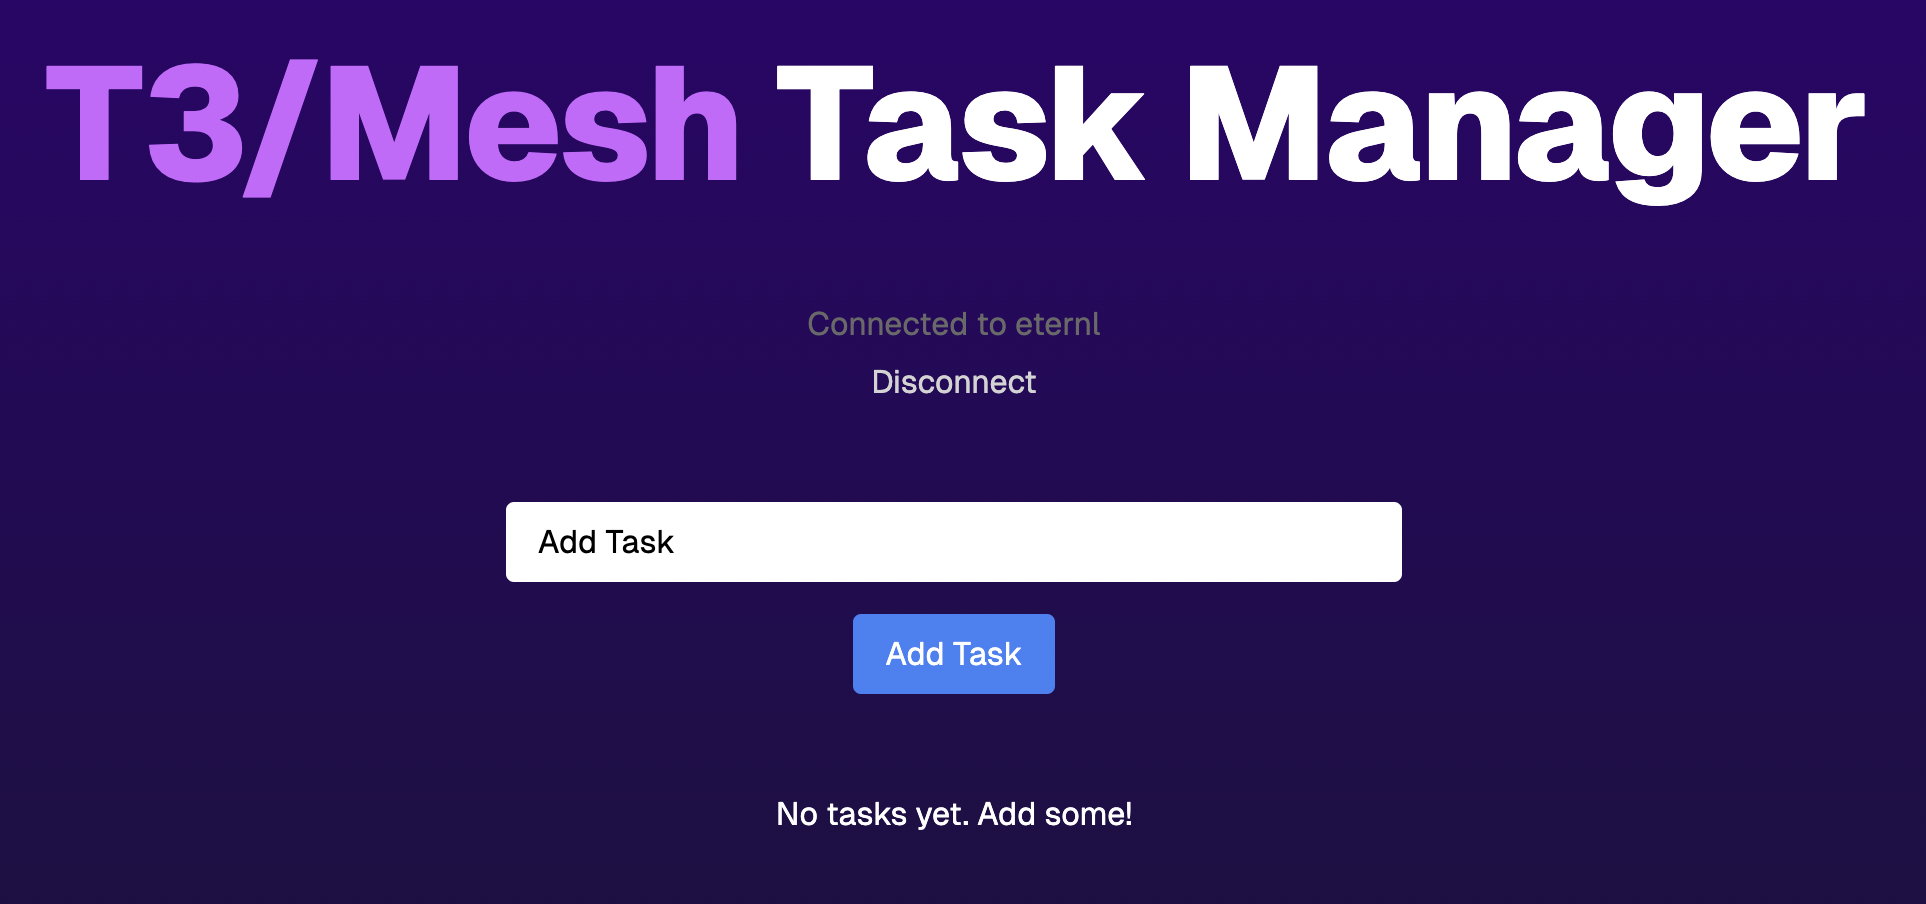 T3/Mesh Task Manager
Connected to eternl
Disconnect
Add Task
Add Task
No tasks yet. Add some!